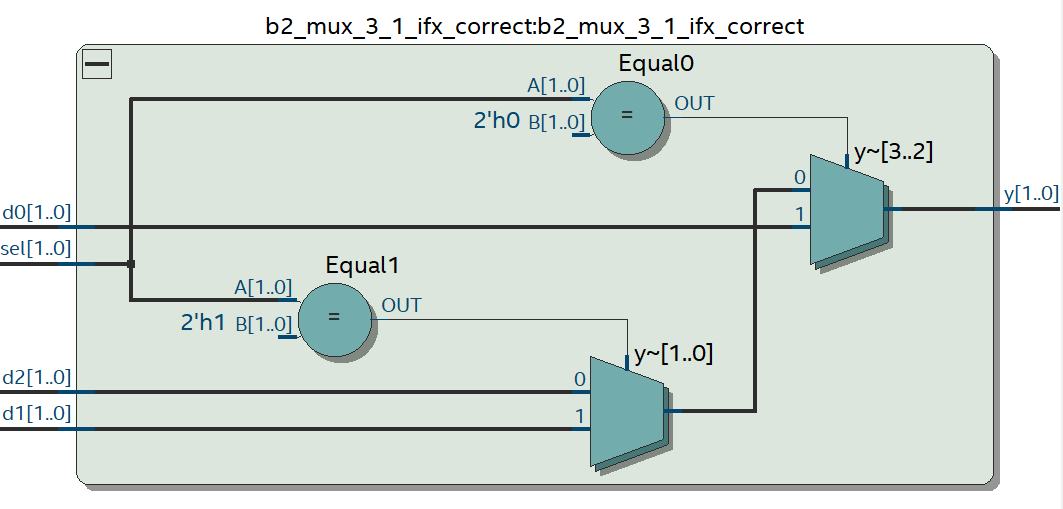 b2_mux_3_1_ifx_correct:b2_mux_3_1_ifx_correct
Equal0
A[1..0]
OUT
2'h0 B[1..0]
=
y~[3..2]
0
1
y[1..0]
d0[1..0]
sel[1..0]
Equal1
A[1..0]
OUT
2'h1 B[1..0]
=
y~[1..0]
d2[1..0]
0
d1[1..0]
1